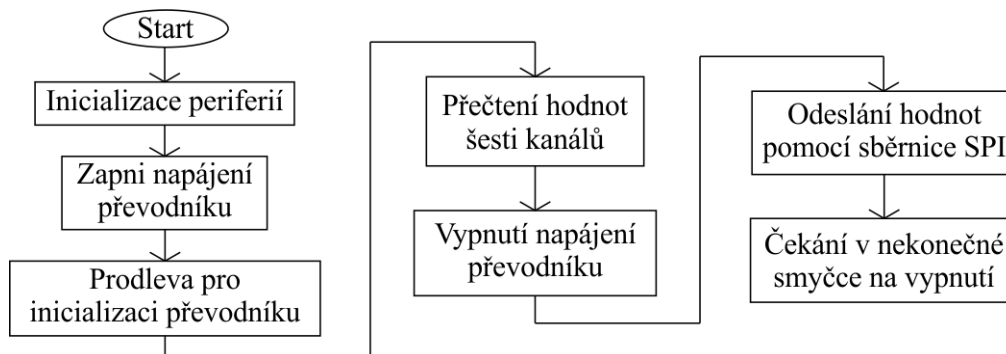 Start
Inicializace periferií
Zapni napájení
převodníku
Prodleva pro
inicializaci převodníku
Přečtení hodnot
šesti kanálů
Vypnutí napájení
převodníku
Odeslání hodnot
pomocí sběrnice SPI
Čekání v nekonečné
smyčce na vypnutí